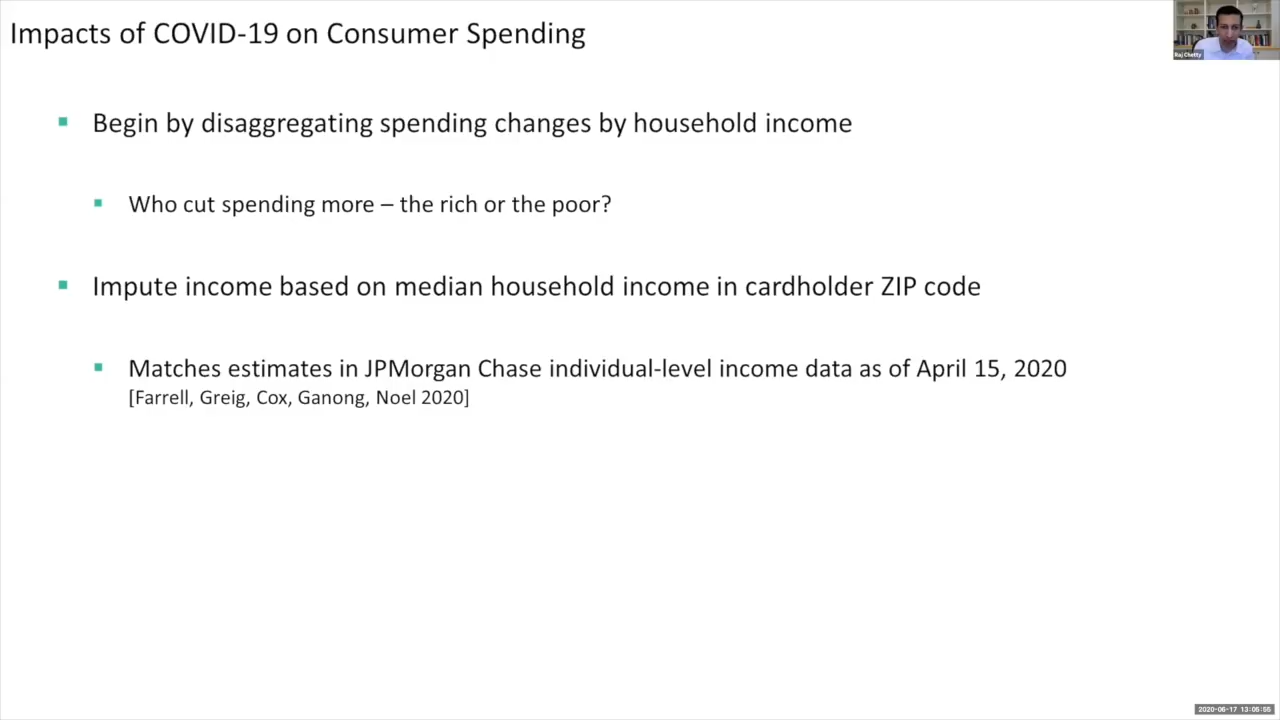 Impacts of COVID-19 on Consumer Spending
Raj Chetty
Begin by disaggregating spending changes by household income
Who cut spending more – the rich or the poor?
Impute income based on median household income in cardholder ZIP code
Matches estimates in JPMorgan Chase individual-level income data as of April 15, 2020
[Farrell, Greig, Cox, Ganong, Noel 2020]
2020-06-17 13:05:55